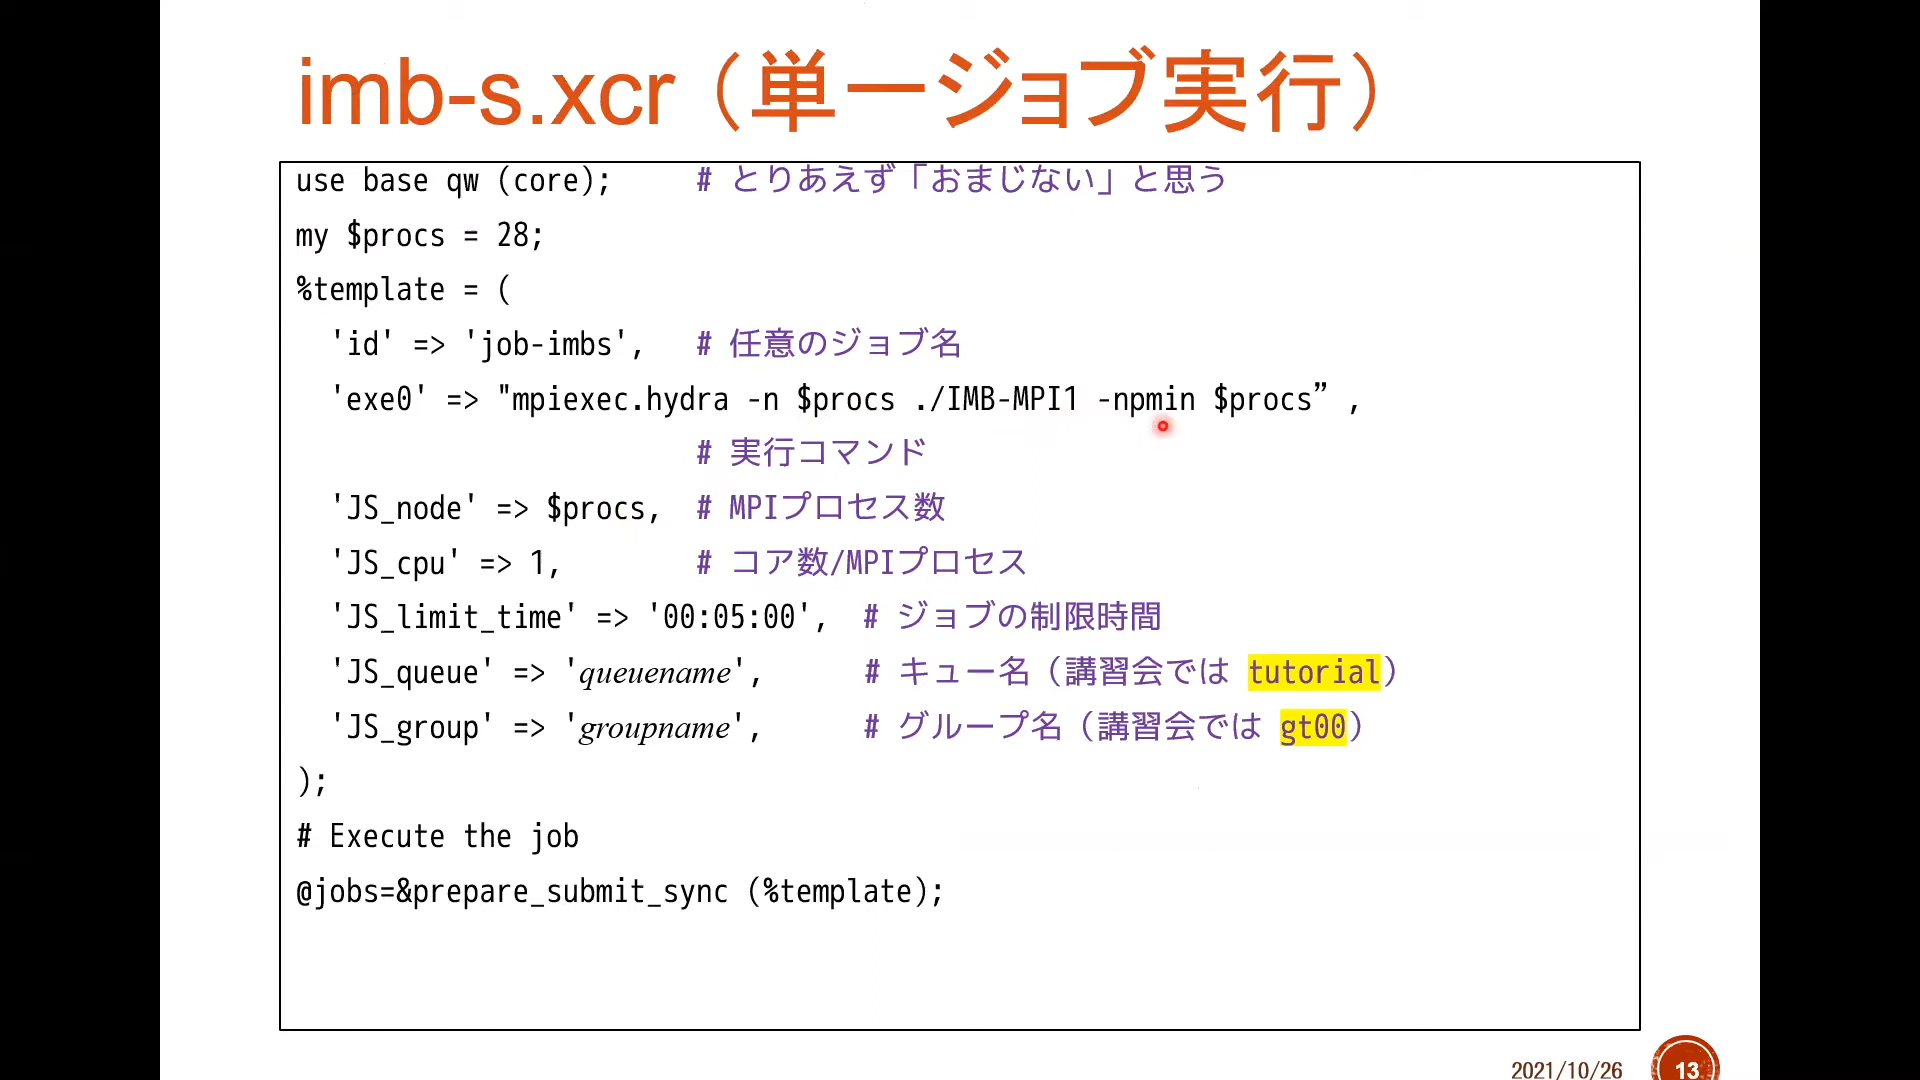 imb-s.xcr（単一ジョブ実行）
use base qw (core);     # とりあえず「おまじない」と思う
my $procs = 28;
%template = (
  'id' => 'job-imbs',   # 任意のジョブ名
  'exe0' => "mpiexec.hydra -n $procs ./IMB-MPI1 -npmin $procs” ,
                        # 実行コマンド
  'JS_node' => $procs,  # MPIプロセス数
  'JS_cpu' => 1,        # コア数/MPIプロセス
  'JS_limit_time' => '00:05:00',  # ジョブの制限時間
  'JS_queue' => 'queuename',      # キュー名（講習会では tutorial）
  'JS_group' => 'groupname',      # グループ名（講習会では gt00）
);
# Execute the job
@jobs=&prepare_submit_sync (%template);
2021/10/26
13